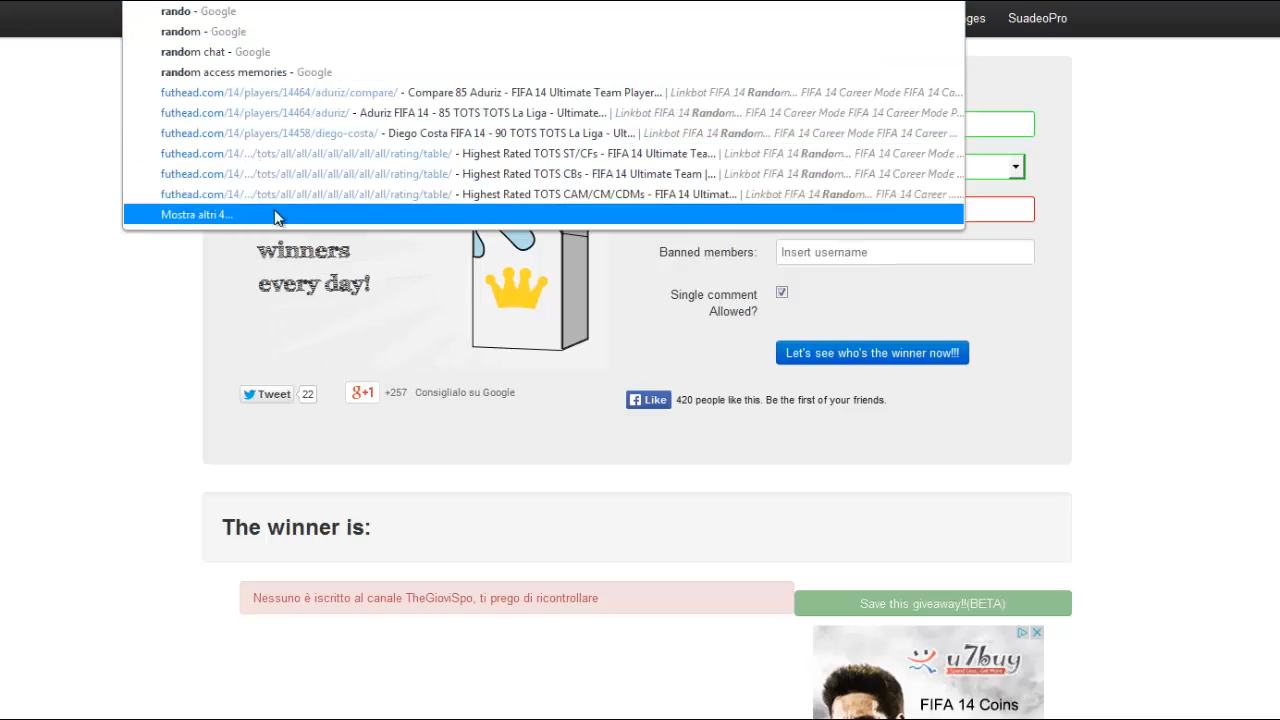 rando - Google
random - Google
random chat - Google
random access memories - Google
futhead.com/14/players/14464/aduriz/compare/ - Compare 85 Aduriz - FIFA 14 Ultimate Team Player... | Linkbot FIFA 14 Random... FIFA 14 Career Mode FIFA 14 Ca...
futhead.com/14/players/14464/aduriz/ - Aduriz FIFA 14 - 85 TOTS TOTS La Liga - Ultimate... | Linkbot FIFA 14 Random... FIFA 14 Career Mode FIFA 14 Career Mode P...
futhead.com/14/players/14458/diego-costa/ - Diego Costa FIFA 14 - 90 TOTS TOTS La Liga - Ult... | Linkbot FIFA 14 Random... FIFA 14 Career Mode FIFA 14 Career ...
futhead.com/14/.../tots/all/all/all/all/all/all/all/rating/table/ - Highest Rated TOTS ST/CFs - FIFA 14 Ultimate Tea... | Linkbot FIFA 14 Random... FIFA 14 Career Mode ...
futhead.com/14/.../tots/all/all/all/all/all/all/all/rating/table/ - Highest Rated TOTS CBs - FIFA 14 Ultimate Team |... | Linkbot FIFA 14 Random... FIFA 14 Career Mode ...
futhead.com/14/.../tots/all/all/all/all/all/all/all/rating/table/ - Highest Rated TOTS CAM/CM/CDMs - FIFA 14 Ultimat... | Linkbot FIFA 14 Random... FIFA 14 Career ......
Mostra altri 4...
ges SuadeoPro
winners
every day!
Banned members: Insert username
Single comment
Allowed?
Let's see who's the winner now!!!
Tweet 22 g+1 +257 Consiglialo su Google
Like 420 people like this. Be the first of your friends.
The winner is:
Nessuno è iscritto al canale TheGioviSpo, ti prego di ricontrollare
Save this giveaway!!(BETA)
u7buy
FIFA 14 Coins